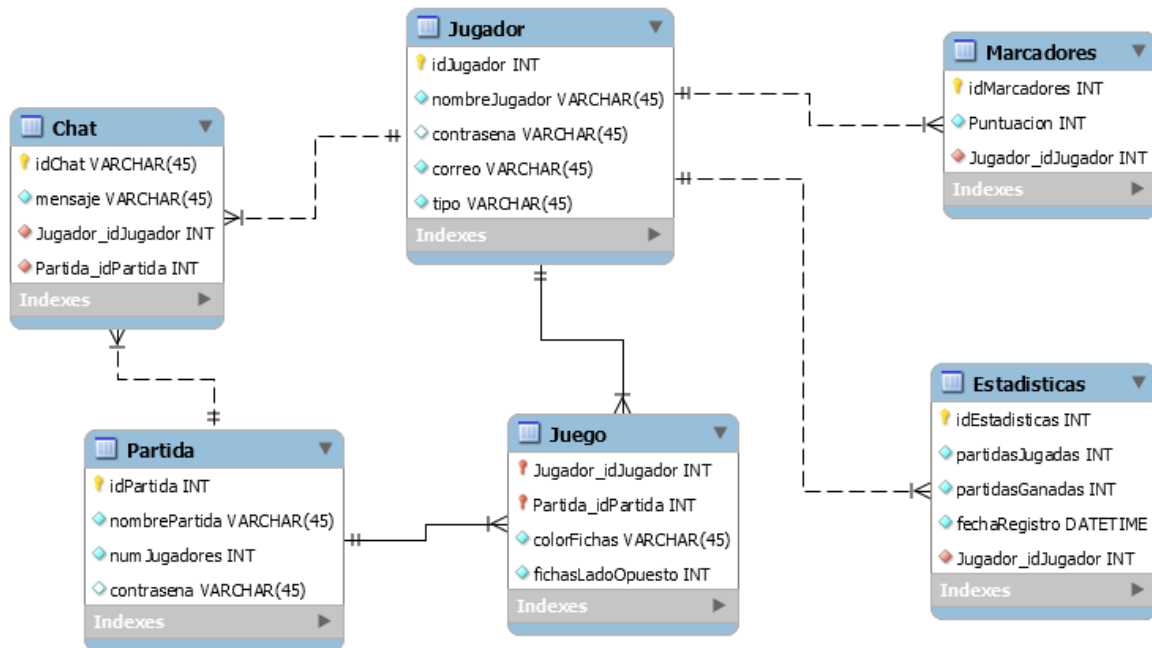 Jugador
idJugador INT
nombreJugador VARCHAR(45)
contrasena VARCHAR(45)
correo VARCHAR(45)
tipo VARCHAR(45)
Indexes
Marcadores
idMarcadores INT
Puntuacion INT
Jugador_idJugador INT
Indexes
Chat
idChat VARCHAR(45)
mensaje VARCHAR(45)
Jugador_idJugador INT
Partida_idPartida INT
Indexes
Estadisticas
idEstadisticas INT
partidasJugadas INT
partidasGanadas INT
fechaRegistro DATETIME
Jugador_idJugador INT
Indexes
Partida
idPartida INT
nombrePartida VARCHAR(45)
numJugadores INT
contrasena VARCHAR(45)
Indexes
Juego
Jugador_idJugador INT
Partida_idPartida INT
colorFichas VARCHAR(45)
fichasLadoOpuesto INT
Indexes